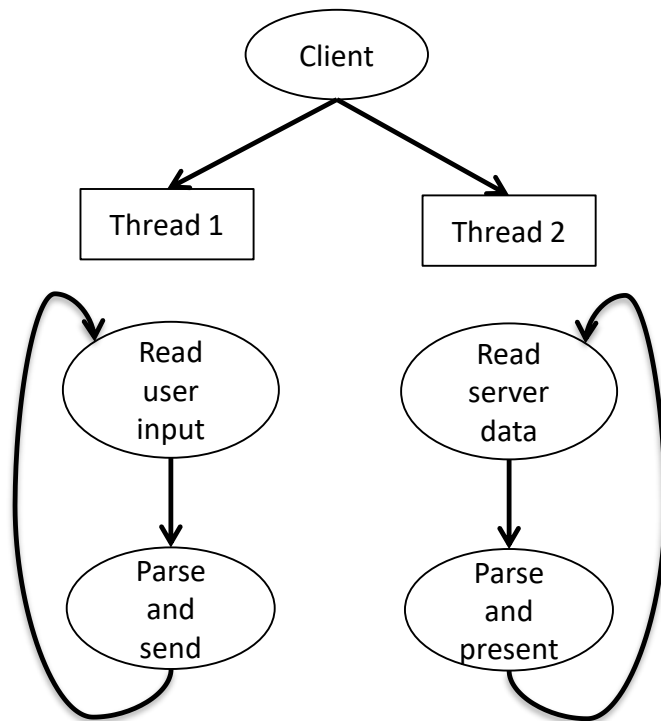 Client
Thread 1
Thread 2
Read
user
input
Read
server
data
Parse
and
send
Parse
and
present